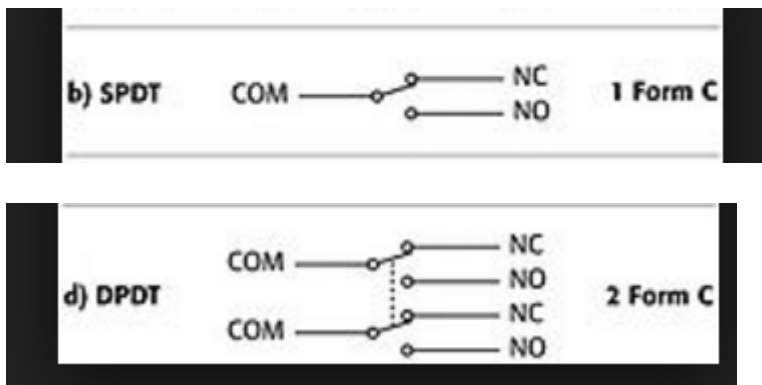 b) SPDT COM NC 1 Form C
NO
d) DPDT COM NC 2 Form C
NO
COM NC
NO